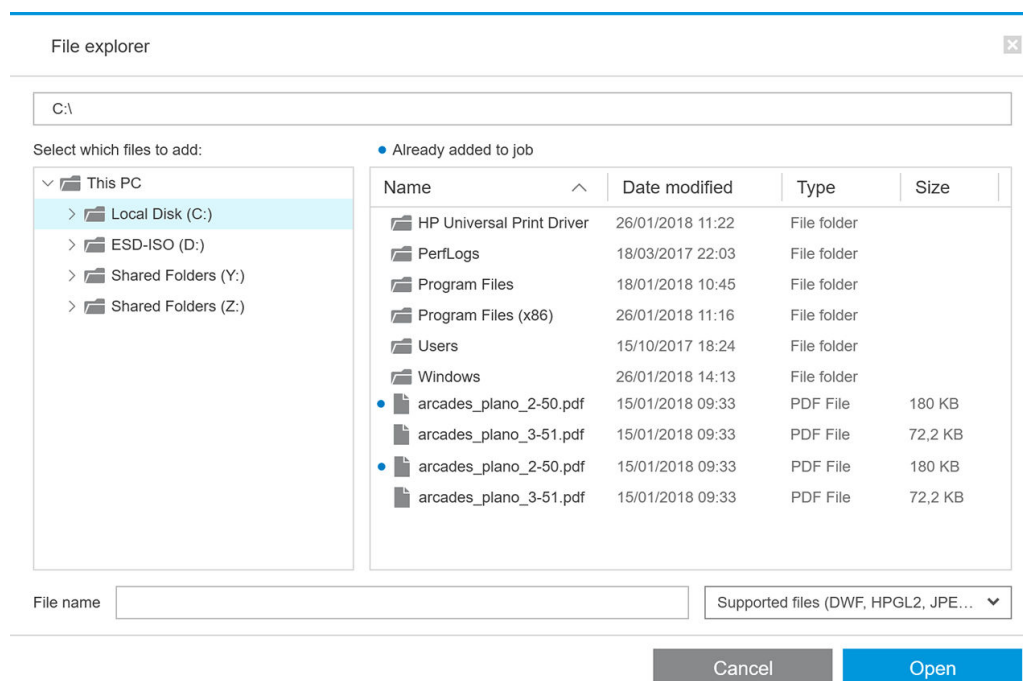 File explorer
C:\
Select which files to add:
Already added to job
This PC
Local Disk (C:)
ESD-ISO (D:)
Shared Folders (Y:)
Shared Folders (Z:)
Name Date modified Type Size
HP Universal Print Driver 26/01/2018 11:22 File folder
PerfLogs 18/03/2017 22:03 File folder
Program Files 18/01/2018 10:45 File folder
Program Files (x86) 26/01/2018 11:16 File folder
Users 15/10/2017 18:24 File folder
Windows 26/01/2018 14:13 File folder
arcades_plano_2-50.pdf 15/01/2018 09:33 PDF File 180 KB
arcades_plano_3-51.pdf 15/01/2018 09:33 PDF File 72,2 KB
arcades_plano_2-50.pdf 15/01/2018 09:33 PDF File 180 KB
arcades_plano_3-51.pdf 15/01/2018 09:33 PDF File 72,2 KB
File name
Supported files (DWF, HPGL2, JPE...
Cancel Open